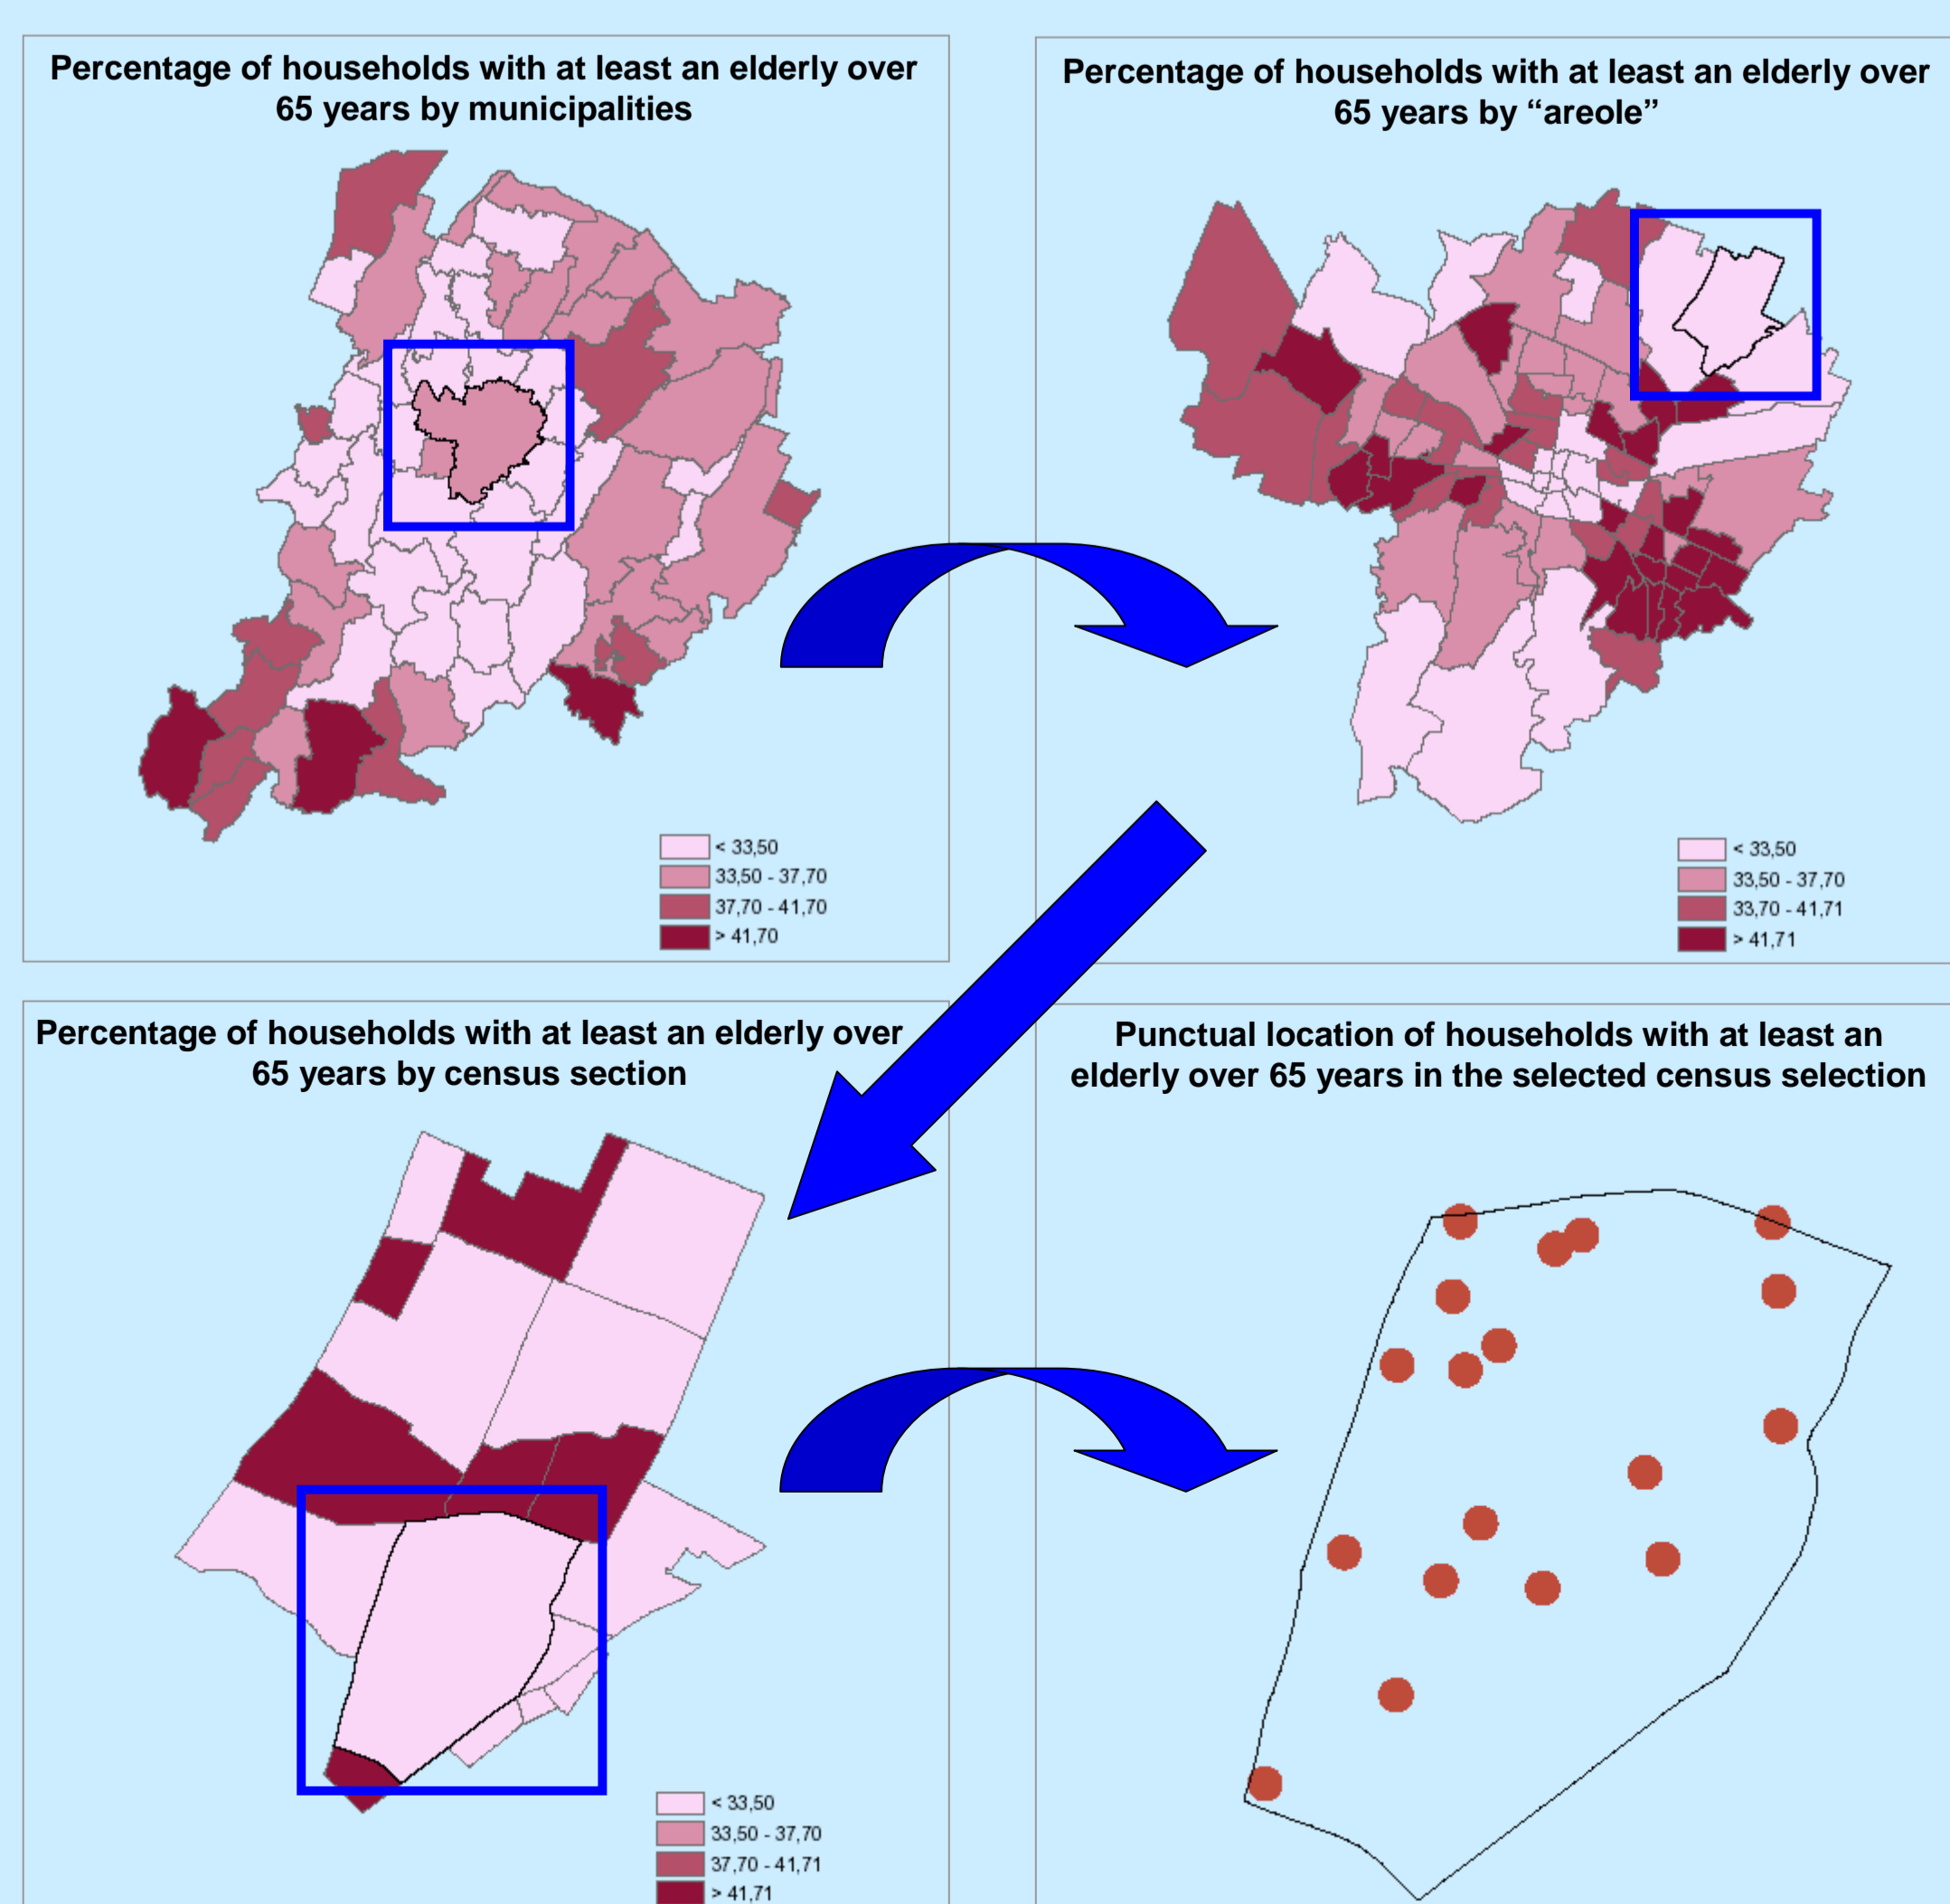 Percentage of households with at least an elderly over
65 years by municipalities
< 33,50
33,50 - 37,70
37,70 - 41,70
> 41,70
Percentage of households with at least an elderly over
65 years by “areole”
< 33,50
33,50 - 37,70
33,70 - 41,71
> 41,71
Percentage of households with at least an elderly over
65 years by census section
< 33,50
33,50 - 37,70
37,70 - 41,71
> 41,71
Punctual location of households with at least an
elderly over 65 years in the selected census selection